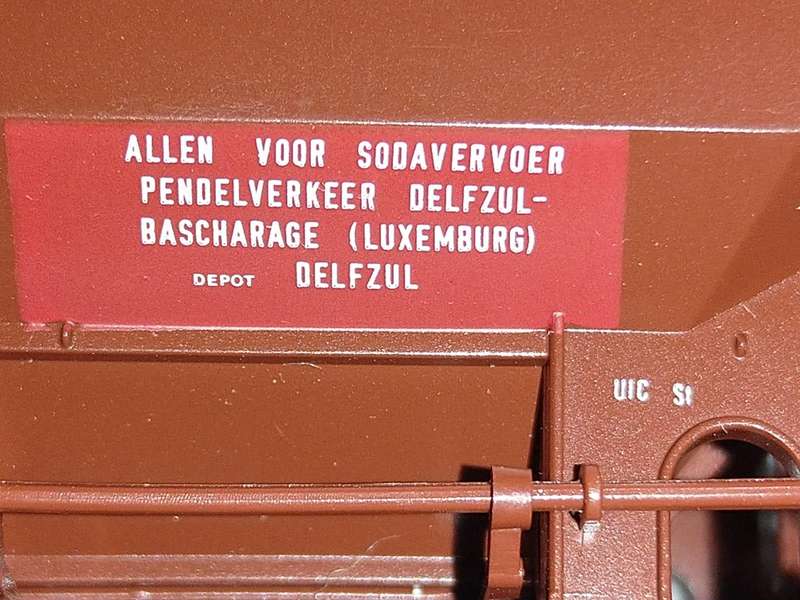 ALLEN VOOR SODAVERVOER
PENDELVERKEER DELFZUL-
BASCHARAGE (LUXEMBURG)
DEPOT DELFZUL
UIC St